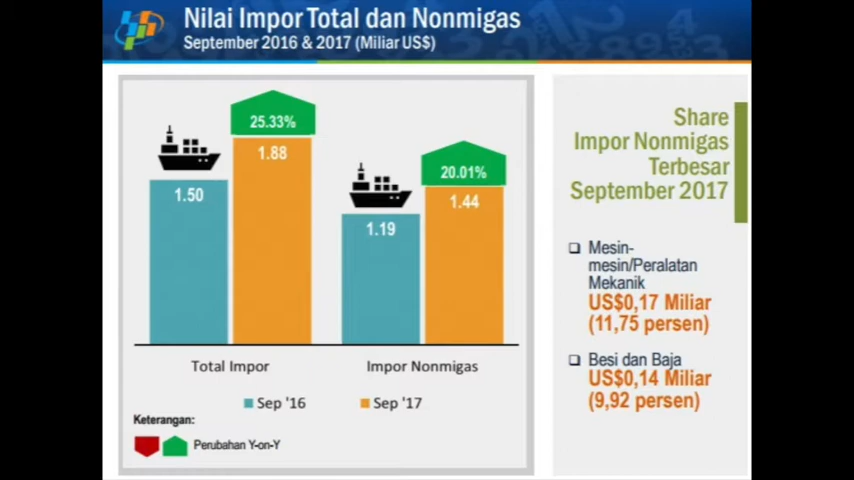 Nilai Impor Total dan Nonmigas
September 2016 & 2017 (Miliar US$)
25.33%
1.88
1.50
20.01%
1.44
1.19
Total Impor
Impor Nonmigas
Sep '16
Sep '17
Keterangan:
Perubahan Y-on-Y
Share
Impor Nonmigas
Terbesar
September 2017
Mesin-
mesin/Peralatan
Mekanik
US$0,17 Miliar
(11,75 persen)
Besi dan Baja
US$0,14 Miliar
(9,92 persen)